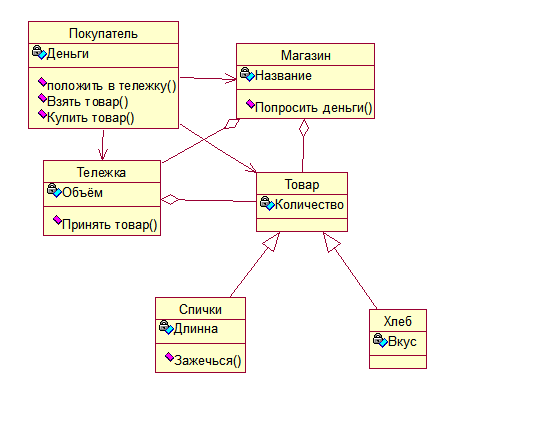 Покупатель
Деньги
положить в тележку()
Взять товар()
Купить товар()
Магазин
Название
Попросить деньги()
Тележка
Объём
Принять товар()
Товар
Количество
Спички
Длинна
Зажечься()
Хлеб
Вкус